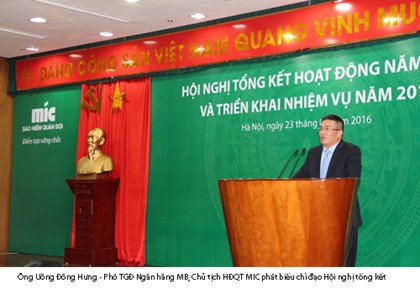 ĐẢNG CỘNG SẢN VIỆT NAM QUANG VINH MUÔN
mic
BẢO HIỂM QUÂN ĐỘI
Điểm tựa vững chắc
HỘI NGHỊ TỔNG KẾT HOẠT ĐỘNG NĂM
VÀ TRIỂN KHAI NHIỆM VỤ NĂM 201
Hà Nội, ngày 23 tháng 01 năm 2016
Ông Uông Đông Hưng - Phó TGĐ Ngân hàng MB, Chủ tịch HĐQT MIC phát biểu chỉ đạo Hội nghị tổng kết